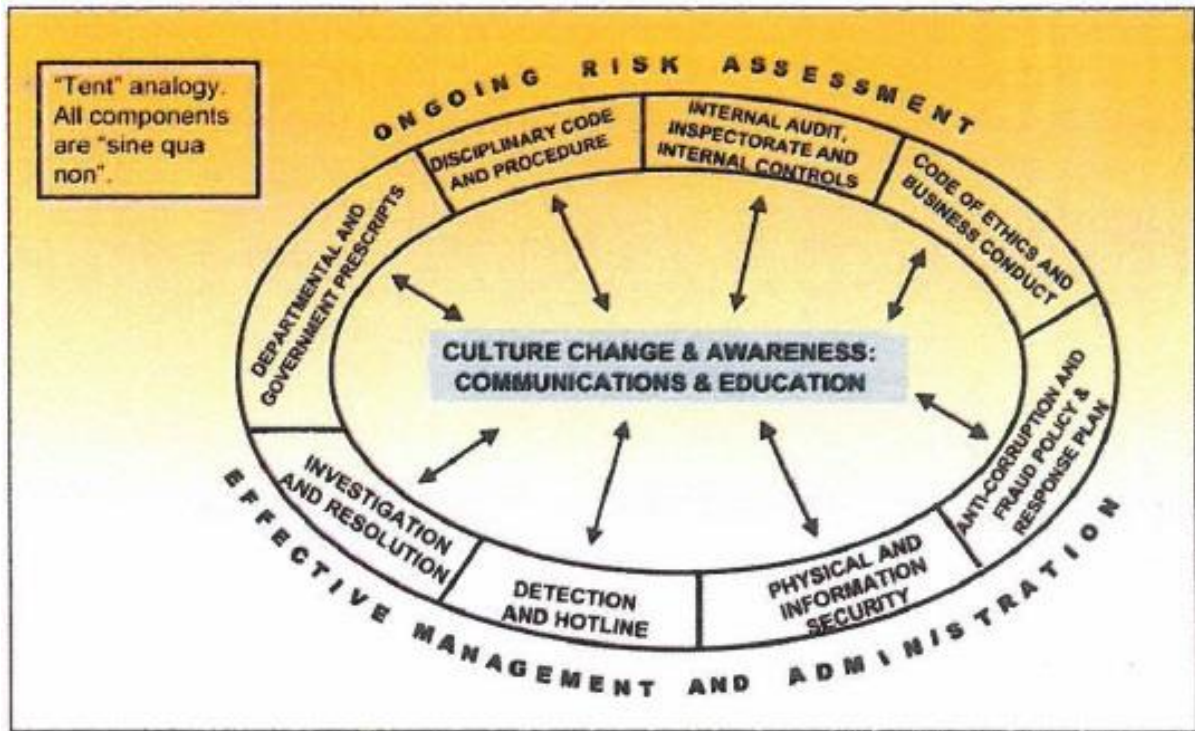 "Tent" analogy.
All components
are "sine qua
non".
ONGOING RISK ASSESSMENT
DISCIPLINARY CODE
AND PROCEDURE
INTERNAL AUDIT,
INSPECTORATE AND
INTERNAL CONTROLS
CODE OF ETHICS AND
BUSINESS CONDUCT
DEPARTMENTAL AND
GOVERNMENT PRESCRIPTS
CULTURE CHANGE & AWARENESS:
COMMUNICATIONS & EDUCATION
ANTI-CORRUPTION AND
FRAUD POLICY &
RESPONSE PLAN
INVESTIGATION
AND RESOLUTION
DETECTION
AND HOTLINE
PHYSICAL AND
INFORMATION
SECURITY
EFFECTIVE MANAGEMENT AND ADMINISTRATION